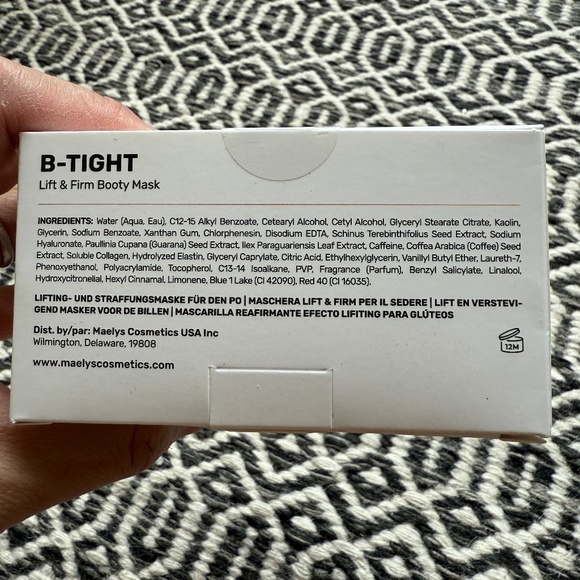 B-TIGHT
Lift & Firm Booty Mask
INGREDIENTS: Water (Aqua, Eau), C12-15 Alkyl Benzoate, Cetearyl Alcohol, Cetyl Alcohol, Glyceryl Stearate Citrate, Kaolin,
Glycerin, Sodium Benzoate, Xanthan Gum, Chlorphenesin, Disodium EDTA, Schinus Terebinthifolius Seed Extract, Sodium
Hyaluronate, Paullinia Cupana (Guarana) Seed Extract, Ilex Paraguariensis Leaf Extract, Caffeine, Coffea Arabica (Coffee) Seed
Extract, Soluble Collagen, Hydrolyzed Elastin, Glyceryl Caprylate, Citric Acid, Ethylhexylglycerin, Vanillyl Butyl Ether, Laureth-7,
Phenoxyethanol, Polyacrylamide, Tocopherol, C13-14 Isoalkane, PVP, Fragrance (Parfum), Benzyl Salicylate, Linalool,
Hydroxycitronellal, Hexyl Cinnamal, Limonene, Blue 1 Lake (CI 42090), Red 40 (CI 16035).
LIFTING- UND STRAFFUNGSMASKE FÜR DEN PO | MASCHERA LIFT & FIRM PER IL SEDERE | LIFT EN VERSTEVI-
GEND MASKER VOOR DE BILLEN | MASCARILLA REAFIRMANTE EFECTO LIFITING PARA GLÚTEOS
Dist. by/par: Maelys Cosmetics USA Inc
Wilmington, Delaware, 19808
12M
www.maelyscosmetics.com